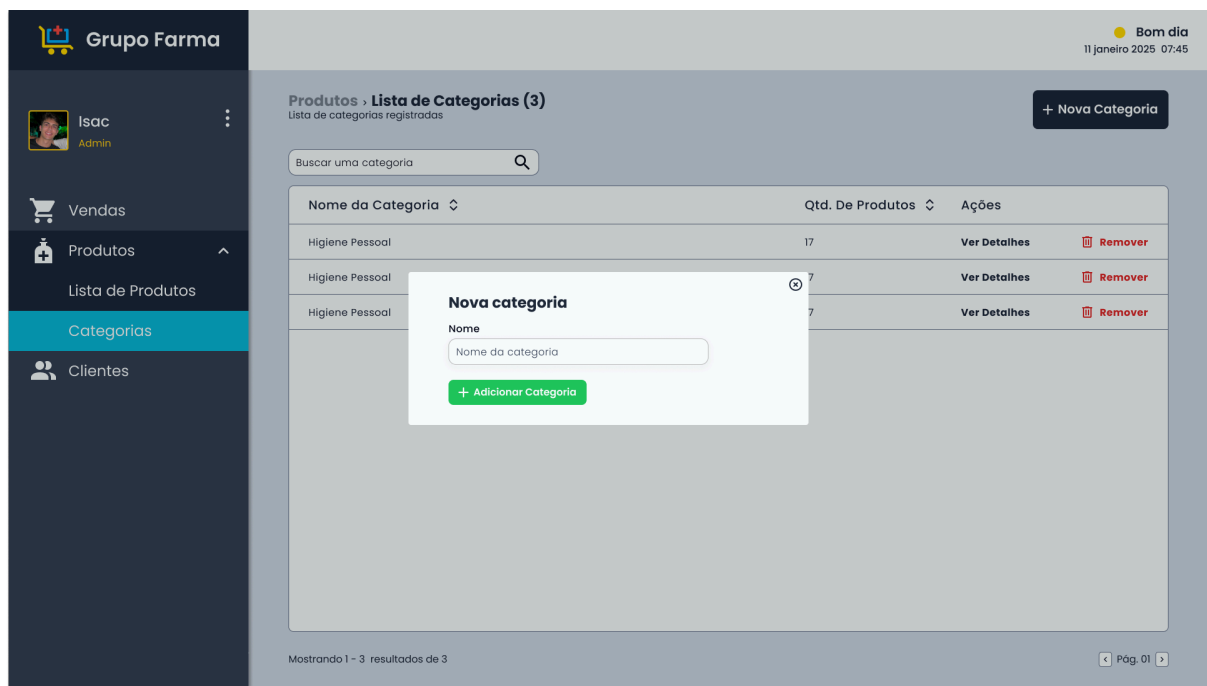 Grupo Farma
Bom dia
11 janeiro 2025 07:45
Isac
Admin
Vendas
Produtos
Lista de Produtos
Categorias
Clientes
Produtos › Lista de Categorias (3)
Lista de categorias registradas
+ Nova Categoria
Buscar uma categoria
Nome da Categoria Qtd. De Produtos Ações
Higiene Pessoal 17 Ver Detalhes Remover
Higiene Pessoal 7 Ver Detalhes Remover
Higiene Pessoal 7 Ver Detalhes Remover
Nova categoria
Nome
Nome da categoria
+ Adicionar Categoria
Mostrando 1 - 3 resultados de 3
‹ Pág. 01 ›